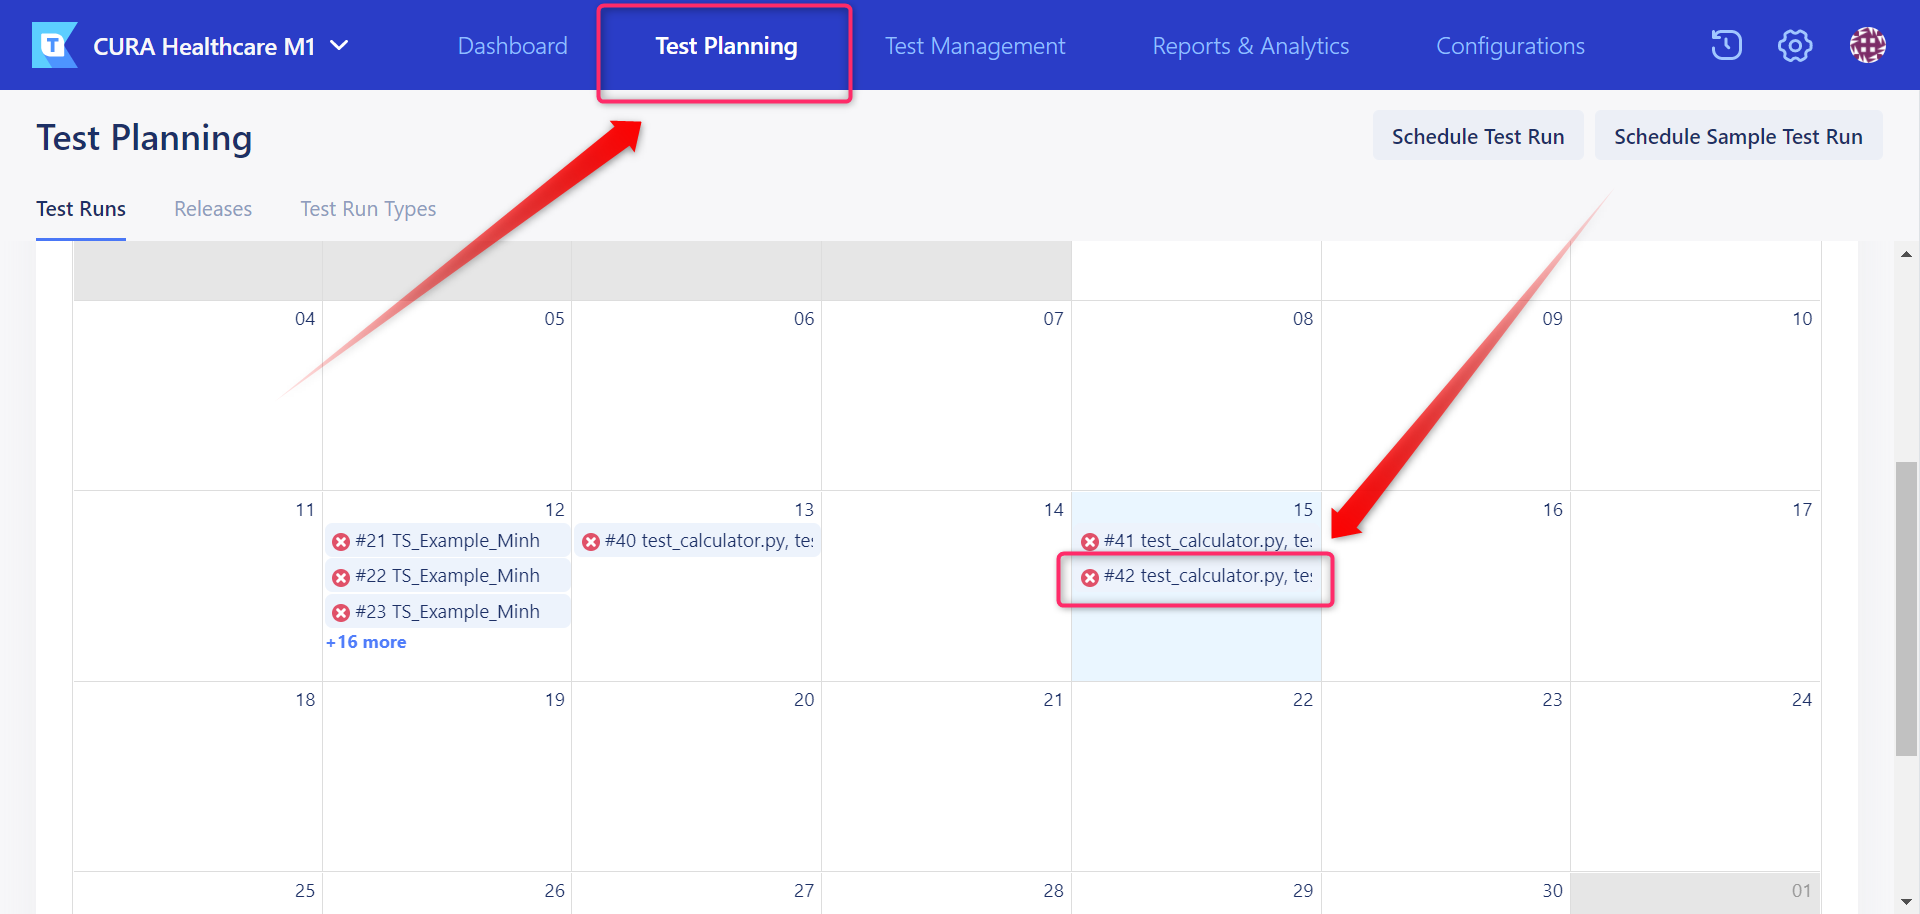 CURA Healthcare M1
Dashboard
Test Planning
Test Management
Reports & Analytics
Configurations
Test Planning
Schedule Test Run
Schedule Sample Test Run
Test Runs
Releases
Test Run Types
04 05 06 07 08 09 10
11 12 13 14 15 16 17
#21 TS_Example_Minh
#22 TS_Example_Minh
#23 TS_Example_Minh
+16 more
#40 test_calculator.py, tes
#41 test_calculator.py, tes
#42 test_calculator.py, tes
18 19 20 21 22 23 24
25 26 27 28 29 30 01